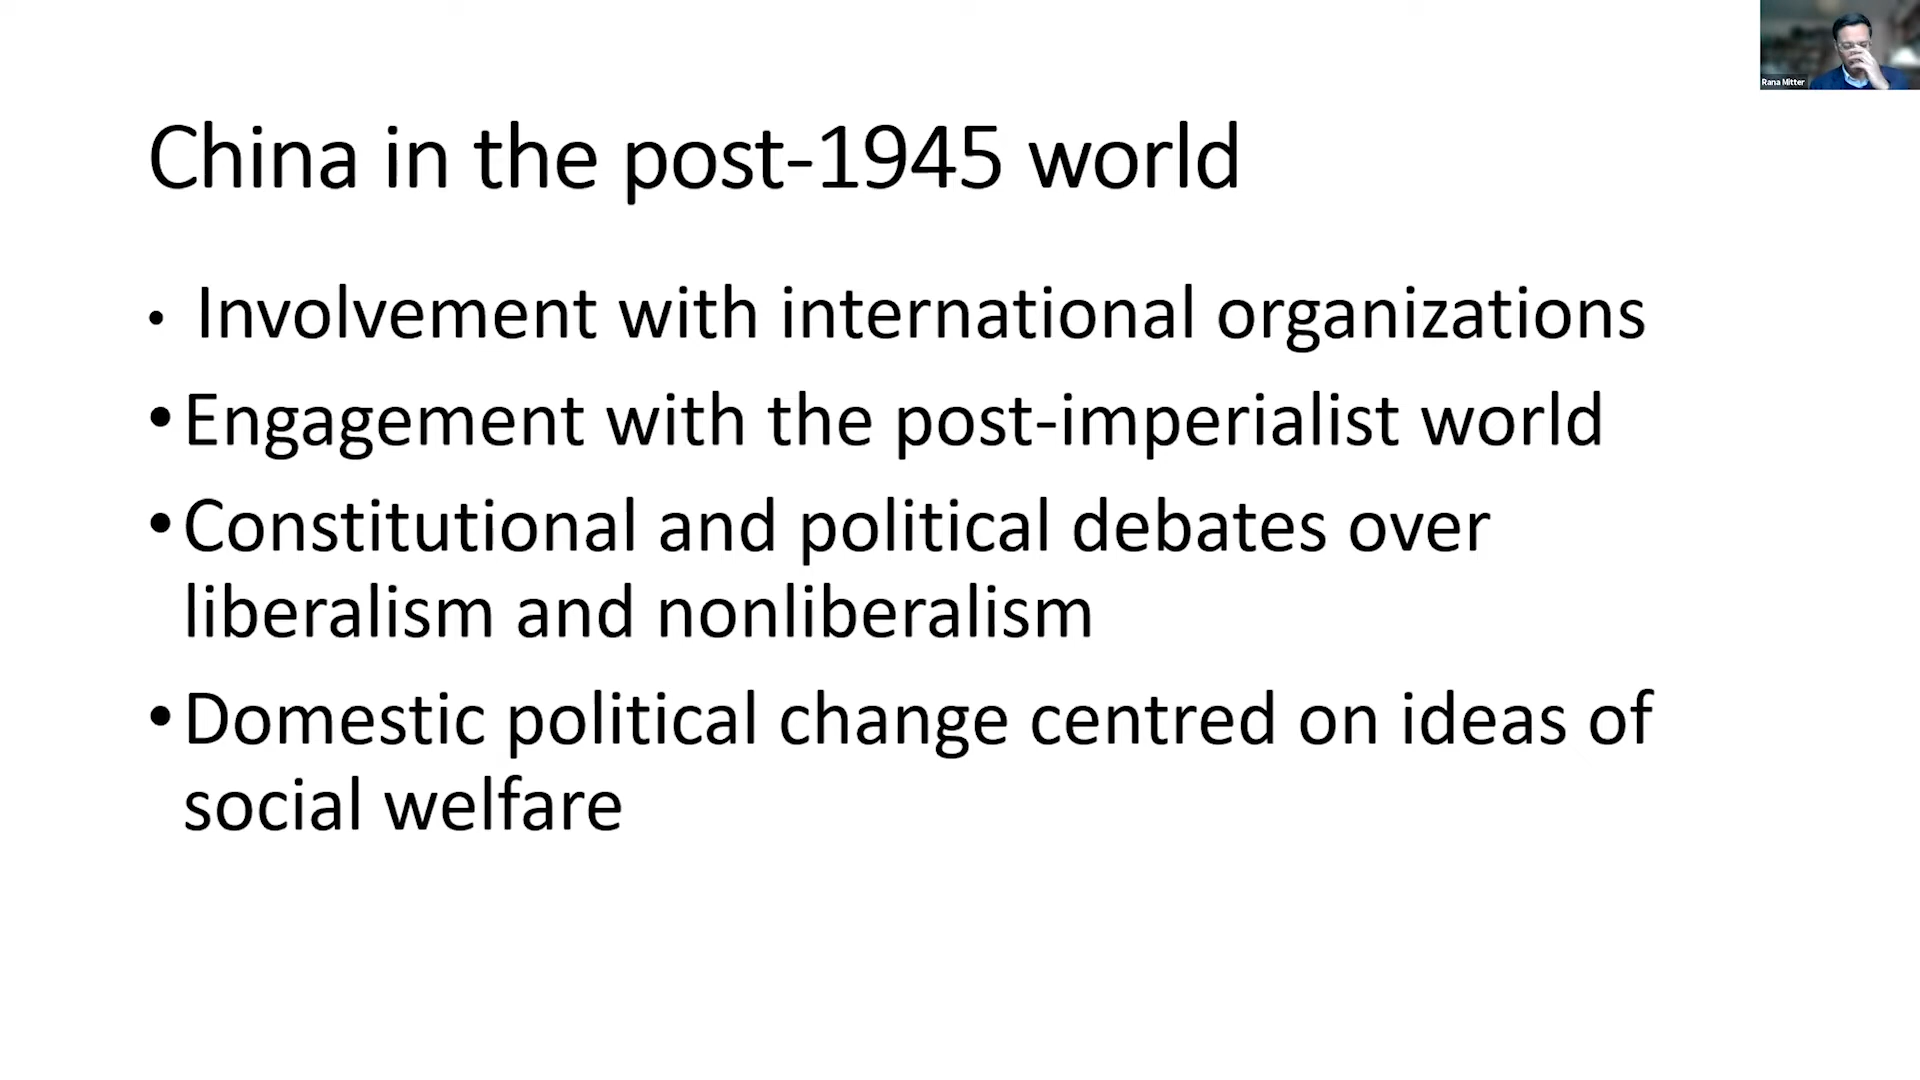 Rana Mitter
China in the post-1945 world
• Involvement with international organizations
• Engagement with the post-imperialist world
• Constitutional and political debates over
liberalism and nonliberalism
• Domestic political change centred on ideas of
social welfare